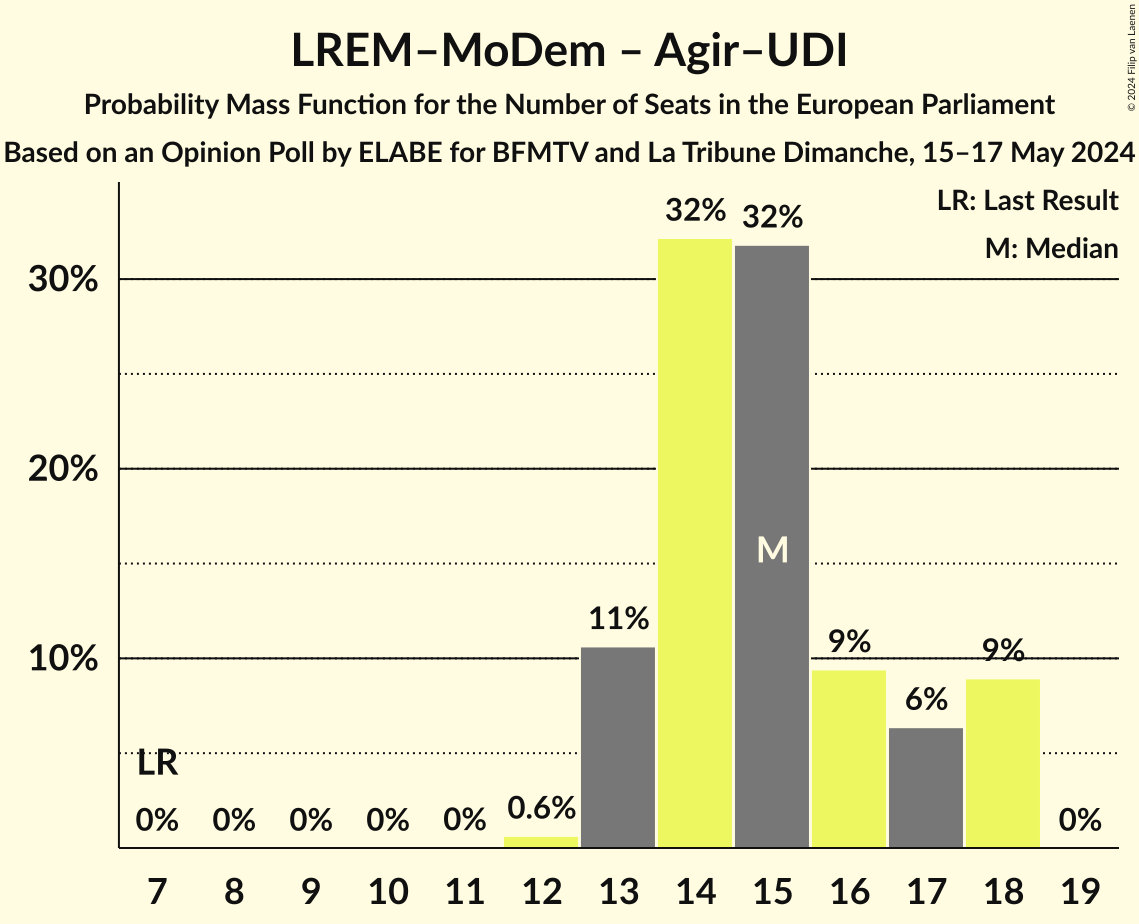 LREM–MoDem – Agir–UDI
Probability Mass Function for the Number of Seats in the European Parliament
Based on an Opinion Poll by ELABE for BFMTV and La Tribune Dimanche, 15–17 May 2024
© 2024 Filip van Laenen
LR: Last Result
M: Median
32%
32%
30%
20%
M
11%
9%
9%
10%
6%
LR
0%
0%
0%
0%
0%
0.6%
0%
7 8 9 10 11 12 13 14 15 16 17 18 19